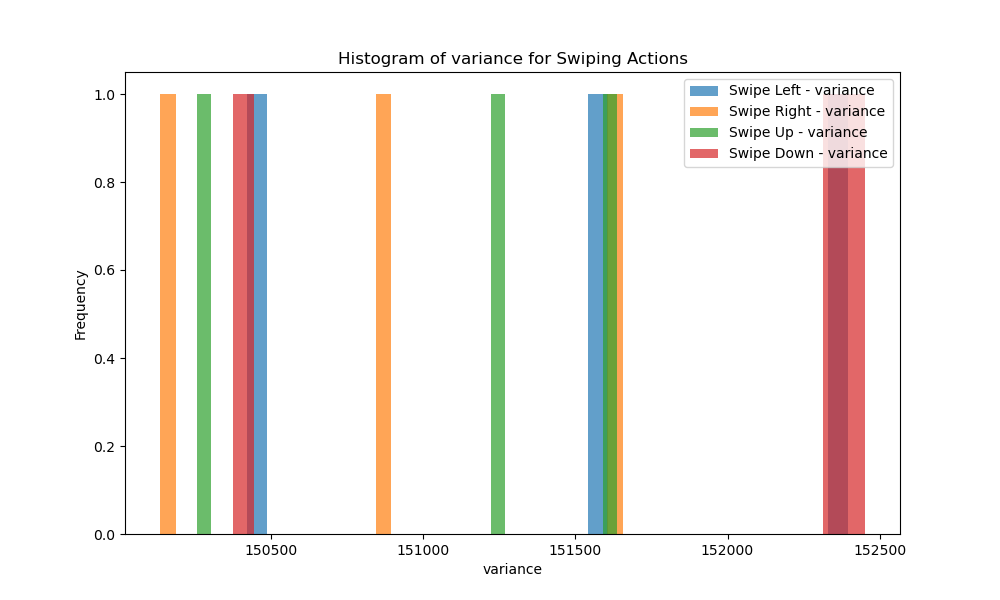 Histogram of variance for Swiping Actions
Swipe Left - variance
Swipe Right - variance
Swipe Up - variance
Swipe Down - variance
Frequency
1.0
0.8
0.6
0.4
0.2
0.0
150500 151000 151500 152000 152500
variance